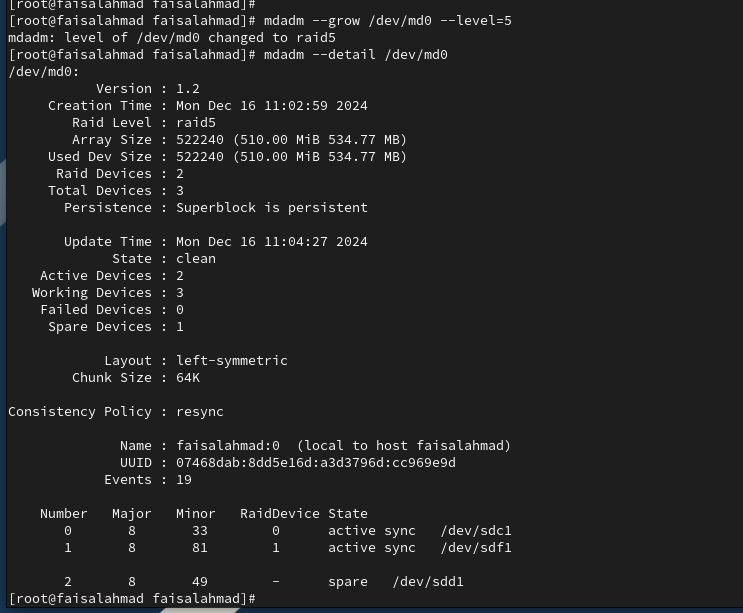 [root@faisalahmad faisalahmad]#
[root@faisalahmad faisalahmad]# mdadm --grow /dev/md0 --level=5
mdadm: level of /dev/md0 changed to raid5
[root@faisalahmad faisalahmad]# mdadm --detail /dev/md0
/dev/md0:
           Version : 1.2
     Creation Time : Mon Dec 16 11:02:59 2024
        Raid Level : raid5
        Array Size : 522240 (510.00 MiB 534.77 MB)
     Used Dev Size : 522240 (510.00 MiB 534.77 MB)
      Raid Devices : 2
     Total Devices : 3
       Persistence : Superblock is persistent

       Update Time : Mon Dec 16 11:04:27 2024
             State : clean
    Active Devices : 2
   Working Devices : 3
    Failed Devices : 0
     Spare Devices : 1

            Layout : left-symmetric
        Chunk Size : 64K

Consistency Policy : resync

              Name : faisalahmad:0  (local to host faisalahmad)
              UUID : 07468dab:8dd5e16d:a3d3796d:cc969e9d
            Events : 19

    Number   Major   Minor   RaidDevice State
       0       8       33        0      active sync   /dev/sdc1
       1       8       81        1      active sync   /dev/sdf1

       2       8       49        -      spare   /dev/sdd1
[root@faisalahmad faisalahmad]#